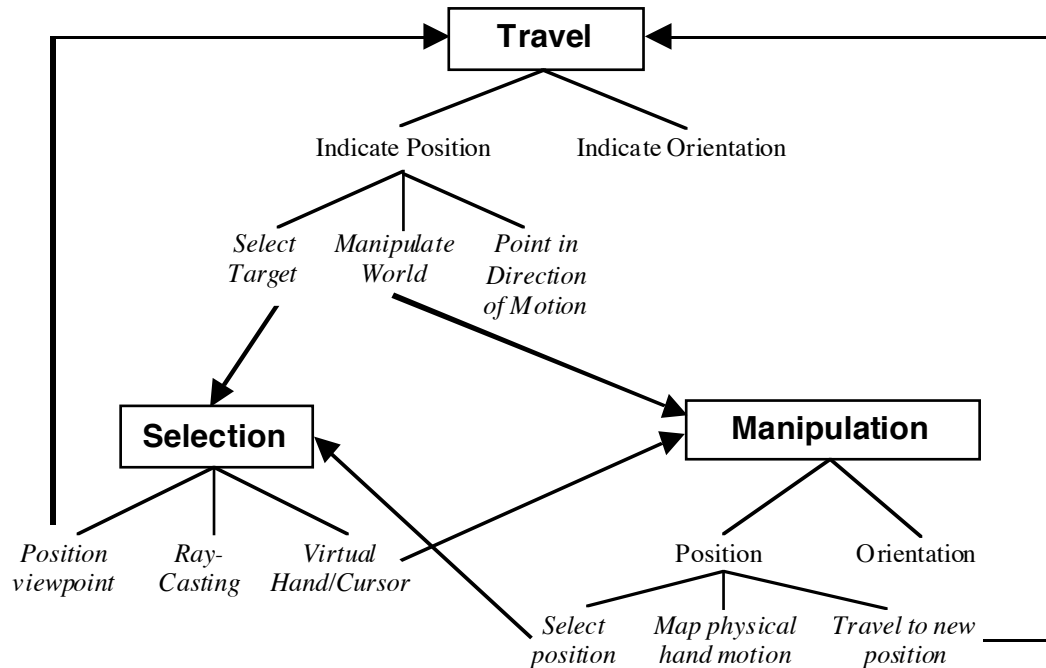 Travel
Indicate Position
Indicate Orientation
Select
Target
Manipulate
World
Point in
Direction
of Motion
Selection
Manipulation
Position
viewpoint
Ray-
Casting
Virtual
Hand/Cursor
Position
Orientation
Select
position
Map physical
hand motion
Travel to new
position